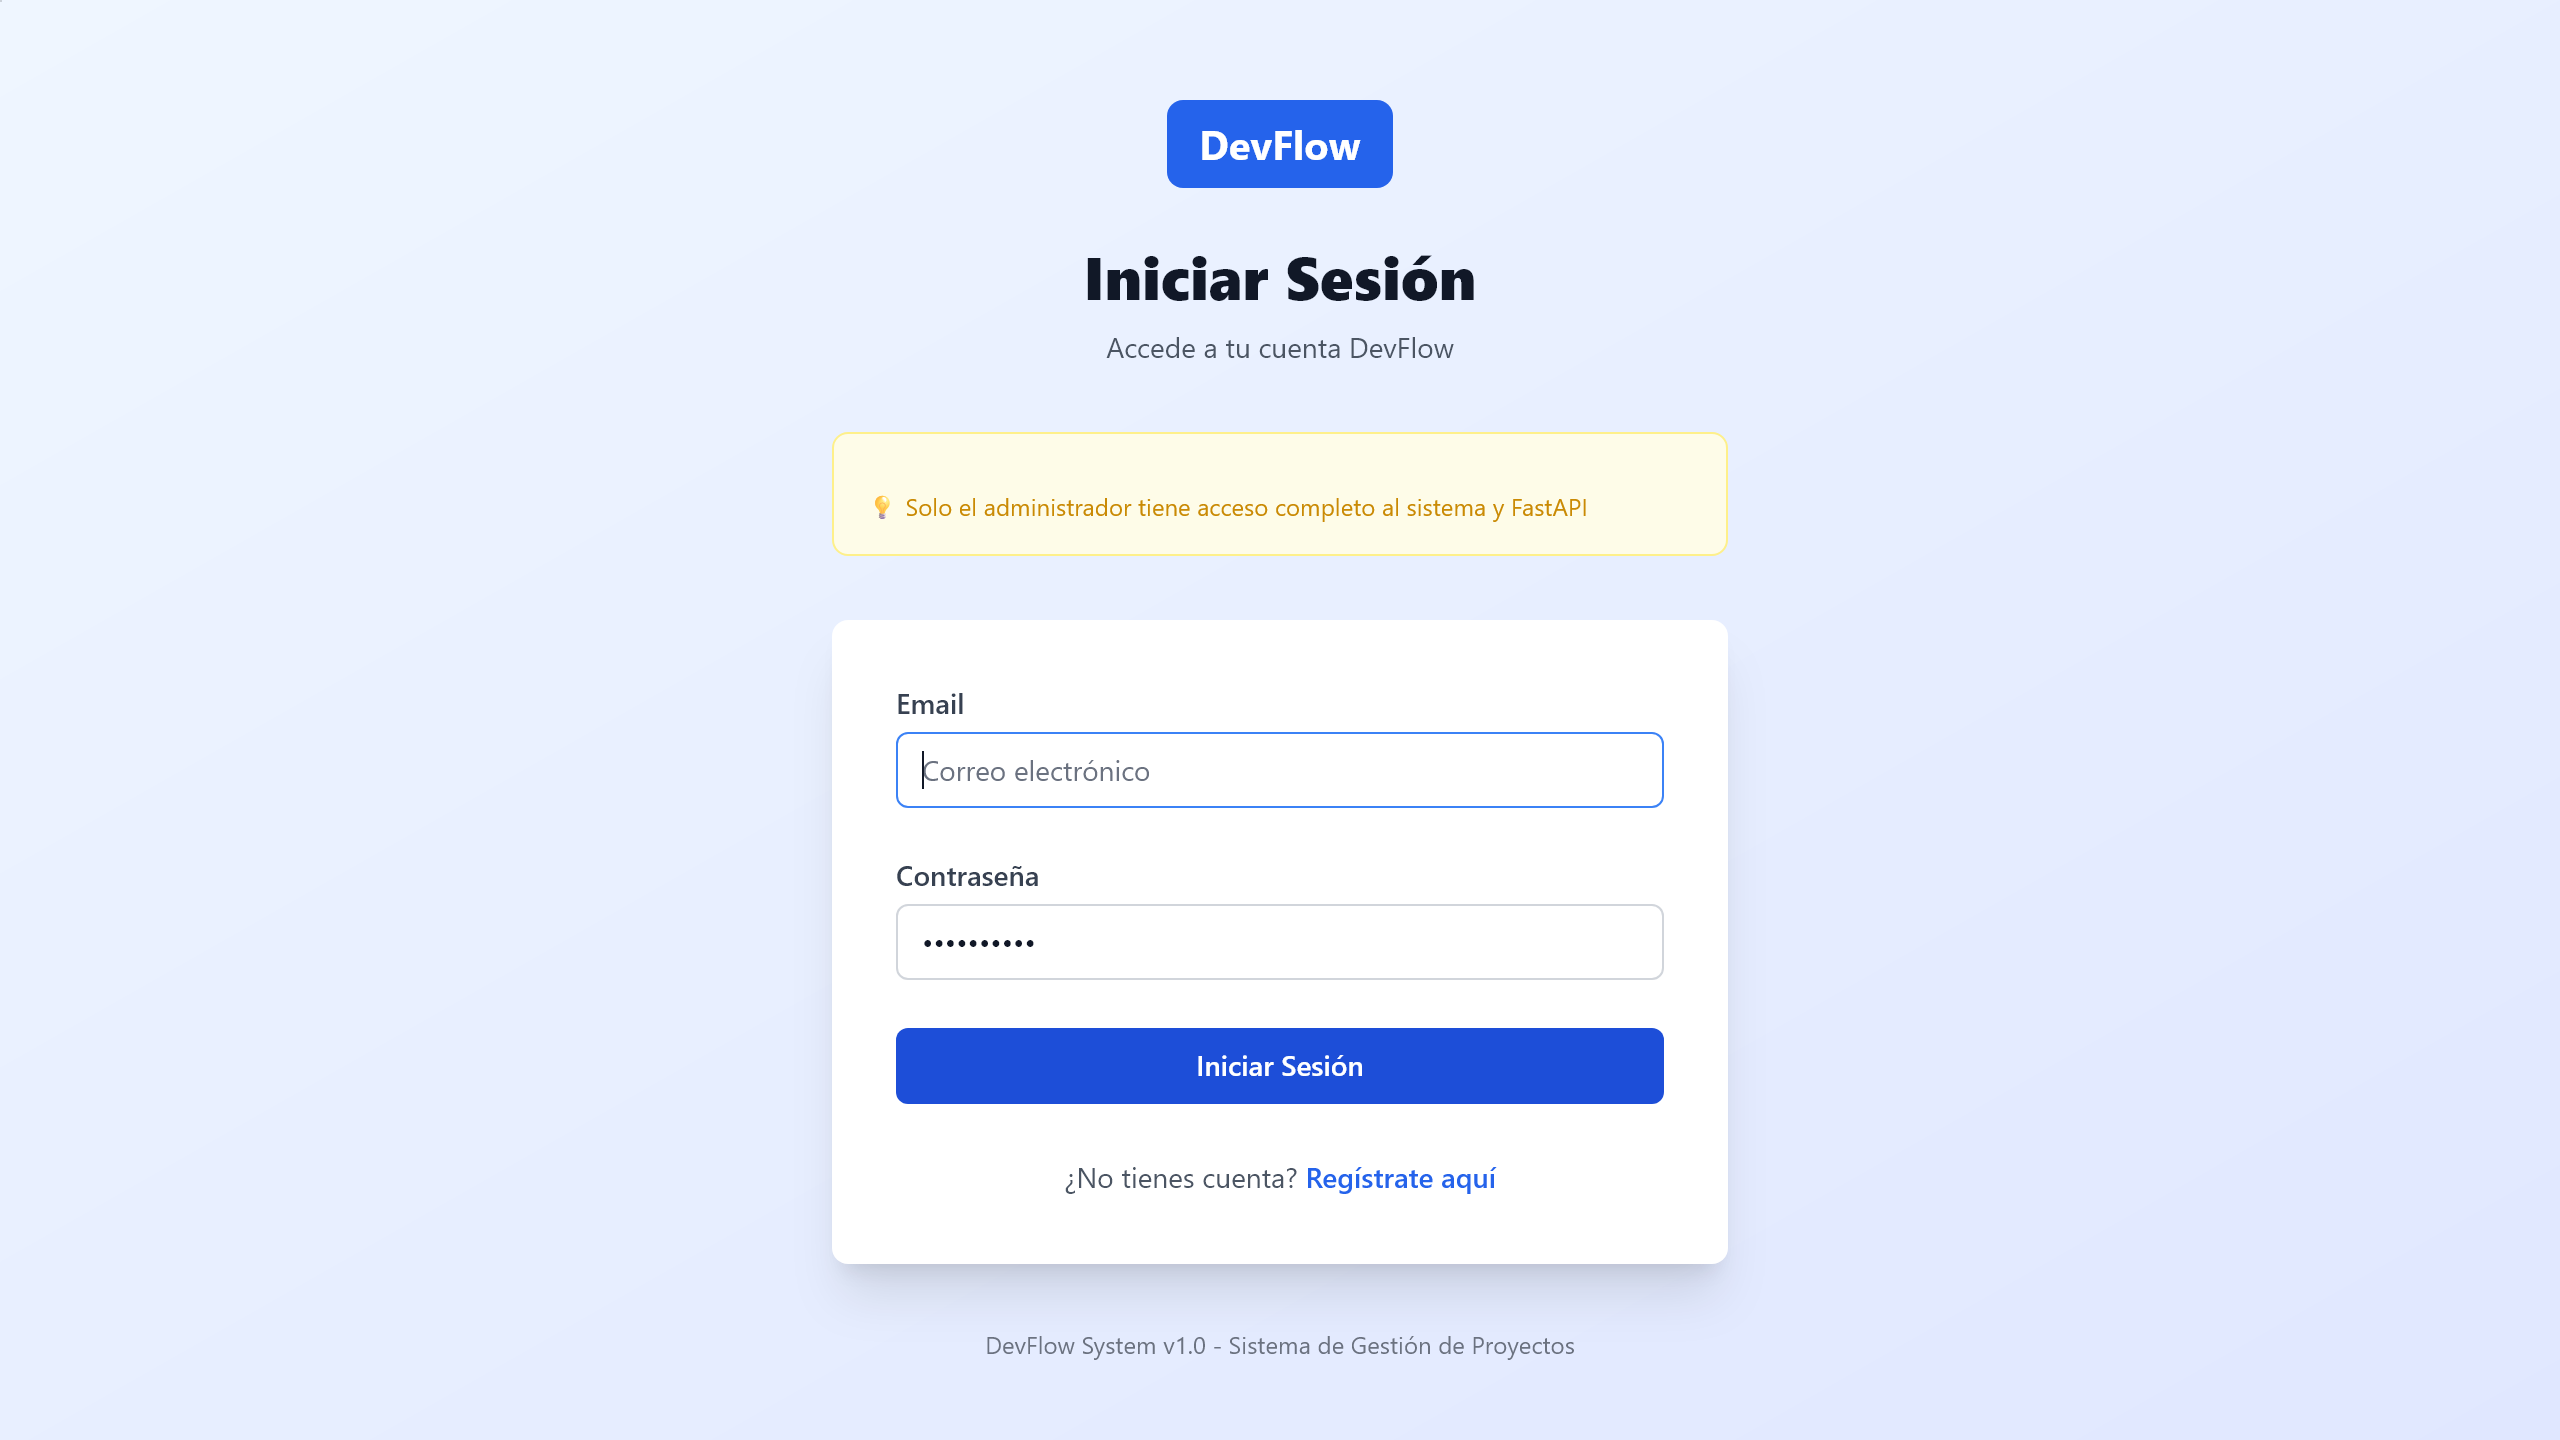 DevFlow
Iniciar Sesión
Accede a tu cuenta DevFlow
💡 Solo el administrador tiene acceso completo al sistema y FastAPI
Email
Correo electrónico
Contraseña
••••••••••
Iniciar Sesión
¿No tienes cuenta? Regístrate aquí
DevFlow System v1.0 - Sistema de Gestión de Proyectos